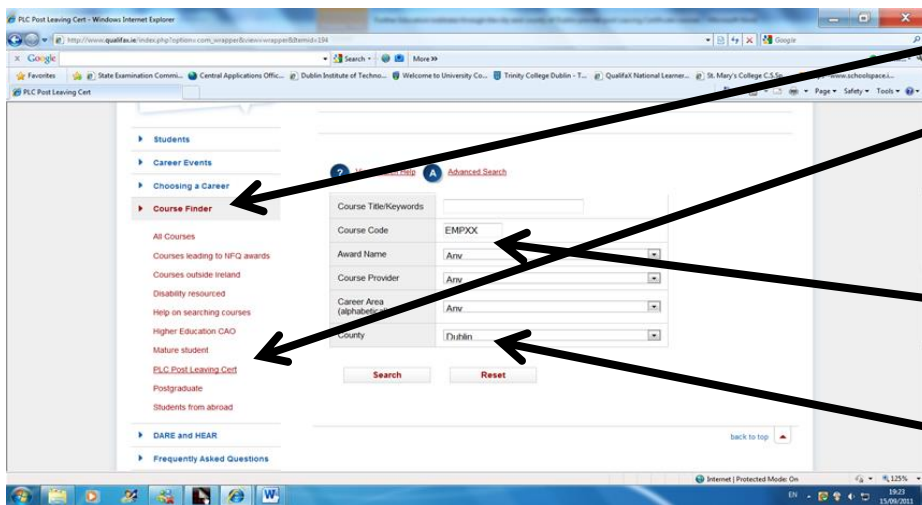 PLC Post Leaving Cert - Windows Internet Explorer
http://www.qualifax.ie/index.php?option=com_wrapper&view=wrapper&Itemid=194
Google
x Google
Search
More >>
Favorites
State Examination Commi...
Central Applications Offic...
Dublin Institute of Techno...
Welcome to University Co...
Trinity College Dublin - T...
QualifaX National Learner...
St. Mary's College C.S.Sp
www.schoolspace.i...
PLC Post Leaving Cert
Page
Safety
Tools
Students
Career Events
Choosing a Career
Course Finder
All Courses
Courses leading to NFQ awards
Courses outside Ireland
Disability resourced
Help on searching courses
Higher Education CAO
Mature student
PLC Post Leaving Cert
Postgraduate
Students from abroad
DARE and HEAR
Frequently Asked Questions
?
Help
A
Advanced Search
Course Title/Keywords
Course Code
EMPXX
Award Name
Any
Course Provider
Any
Career Area
Any
County
Dublin
Search
Reset
back to top
Internet | Protected Mode: On
125%
EN
19:23
15/09/2011